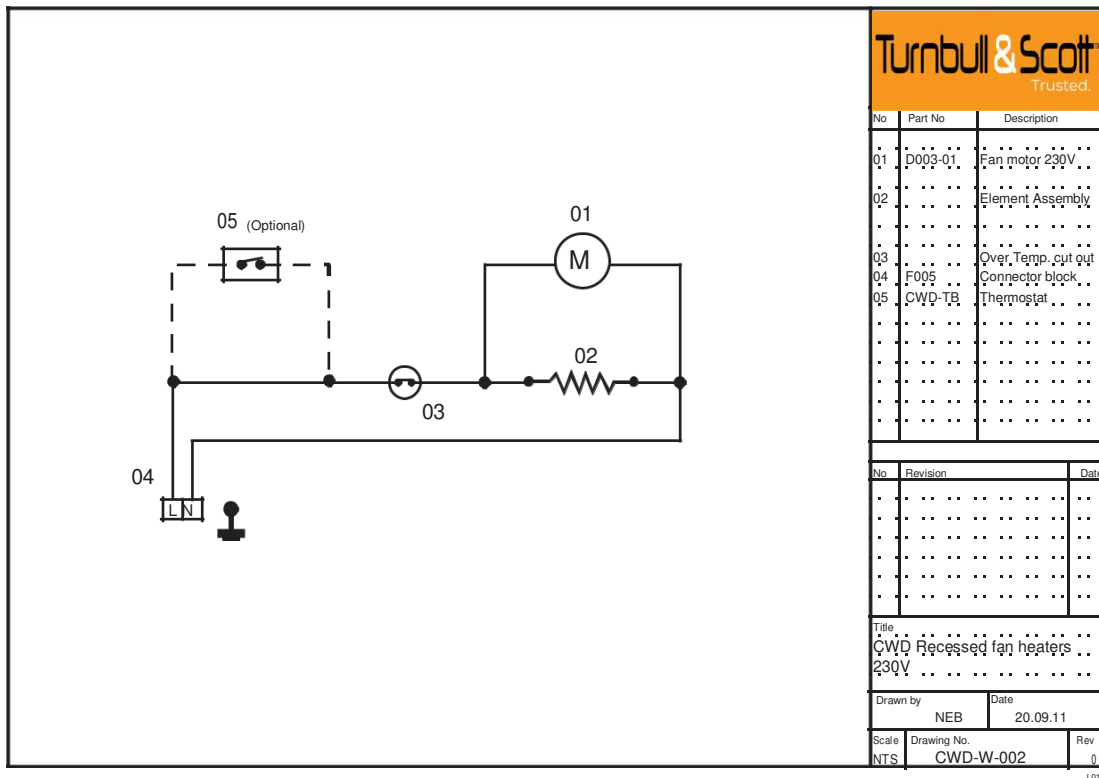 05 (Optional)
01
M
02
03
04
L N
Turnbull & Scott
Trusted.
No Part No Description
01 D003-01 Fan motor 230V
02 Element Assembly
03 Over Temp. cut out
04 F005 Connector block
05 CWD-TB Thermostat
No Revision Date
Title
CWD Recessed fan heaters
230V
Drawn by Date
NEB 20.09.11
Scale Drawing No. Rev
NTS CWD-W-002 0